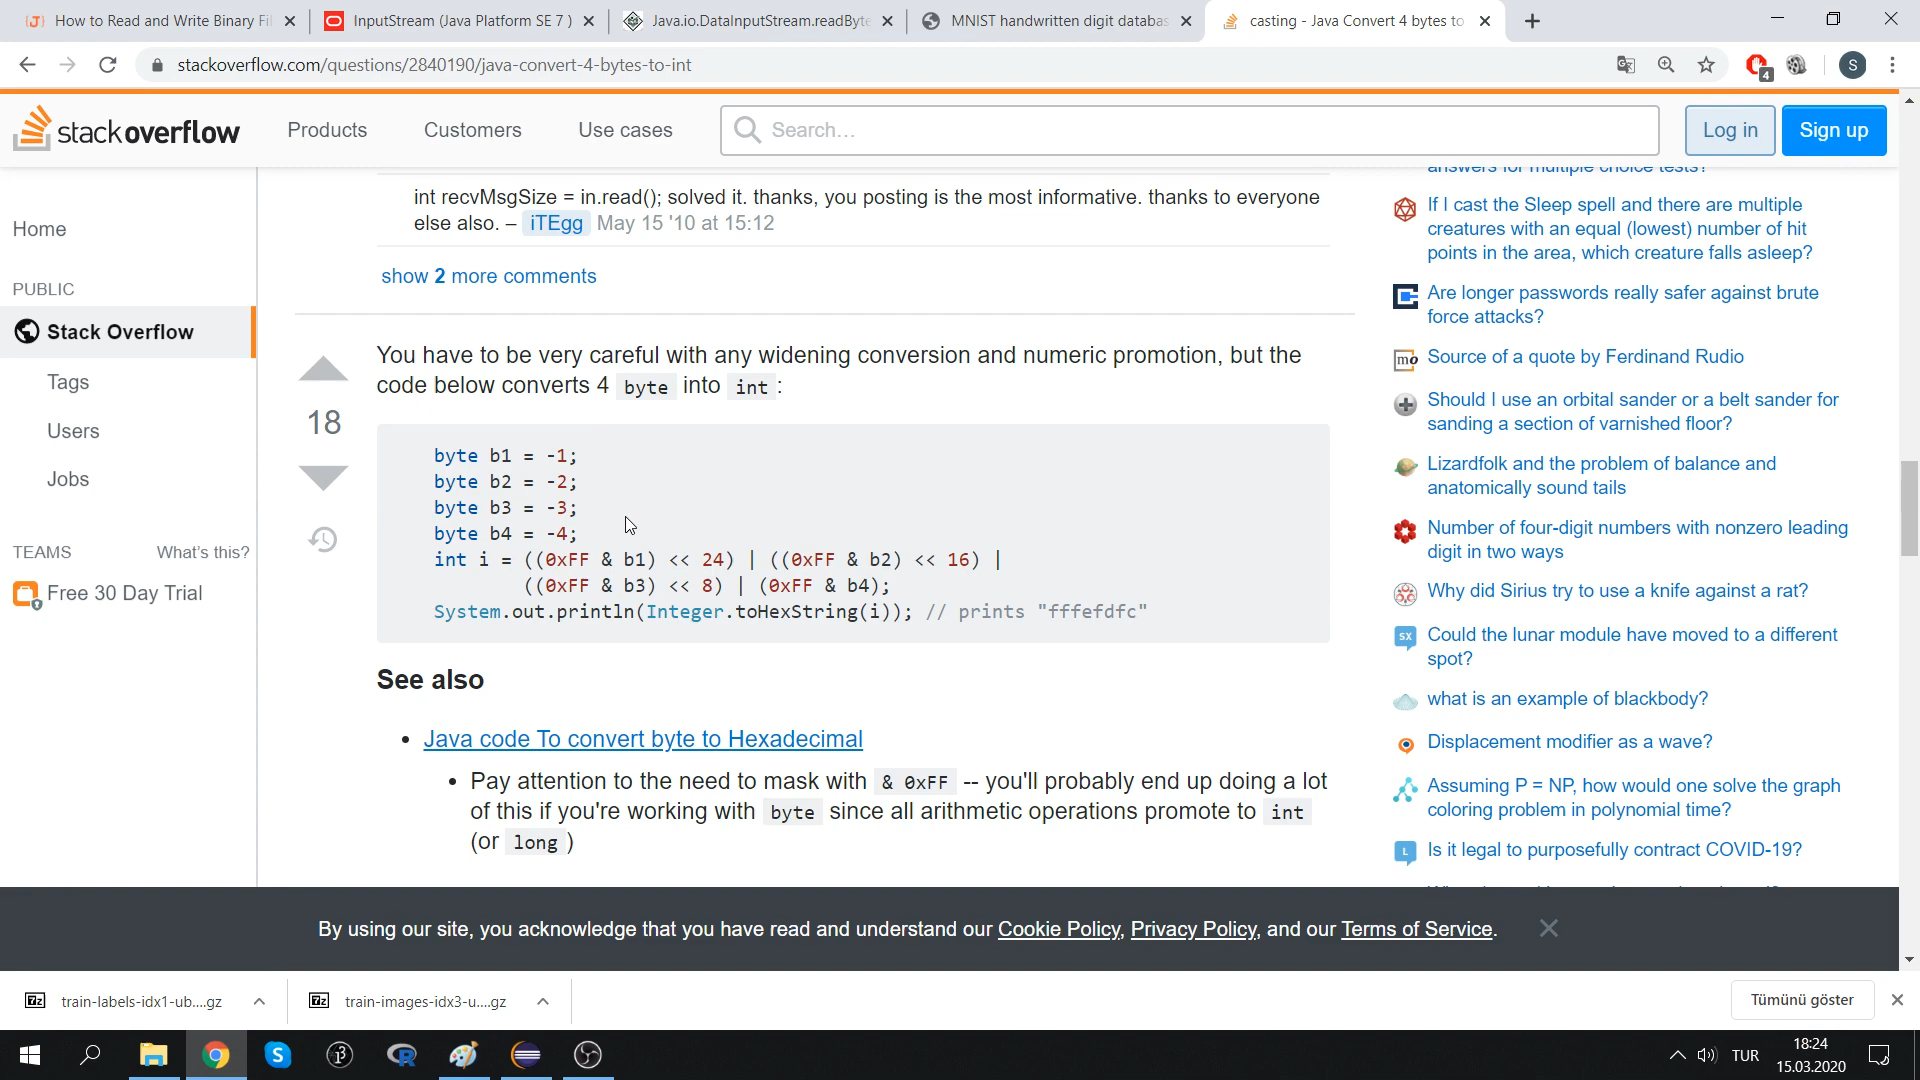 How to Read and Write Binary Fi
InputStream (Java Platform SE 7 )
Java.io.DataInputStream.readByte
MNIST handwritten digit databas
casting - Java Convert 4 bytes to
stackoverflow.com/questions/2840190/java-convert-4-bytes-to-int
4
S
stackoverflow
Products
Customers
Use cases
Search...
Log in
Sign up
Home
PUBLIC
Stack Overflow
Tags
Users
Jobs
TEAMS
What's this?
Free 30 Day Trial
int recvMsgSize = in.read(); solved it. thanks, you posting is the most informative. thanks to everyone
else also. – iTEgg May 15 '10 at 15:12
show 2 more comments
18
You have to be very careful with any widening conversion and numeric promotion, but the
code below converts 4 byte into int :
byte b1 = -1;
byte b2 = -2;
byte b3 = -3;
byte b4 = -4;
int i = ((0xFF & b1) << 24) | ((0xFF & b2) << 16) |
((0xFF & b3) << 8) | (0xFF & b4);
System.out.println(Integer.toHexString(i)); // prints "fffefdfc"
See also
Java code To convert byte to Hexadecimal
Pay attention to the need to mask with & 0xFF -- you'll probably end up doing a lot
of this if you're working with byte since all arithmetic operations promote to int
(or long )
answers for multiple choice tests?
If I cast the Sleep spell and there are multiple
creatures with an equal (lowest) number of hit
points in the area, which creature falls asleep?
Are longer passwords really safer against brute
force attacks?
mo Source of a quote by Ferdinand Rudio
Should I use an orbital sander or a belt sander for
sanding a section of varnished floor?
Lizardfolk and the problem of balance and
anatomically sound tails
Number of four-digit numbers with nonzero leading
digit in two ways
Why did Sirius try to use a knife against a rat?
SX Could the lunar module have moved to a different
spot?
what is an example of blackbody?
Displacement modifier as a wave?
Assuming P = NP, how would one solve the graph
coloring problem in polynomial time?
L Is it legal to purposefully contract COVID-19?
By using our site, you acknowledge that you have read and understand our Cookie Policy, Privacy Policy, and our Terms of Service.
7z train-labels-idx1-ub....gz
7z train-images-idx3-u....gz
Tümünü göster
TUR
18:24
15.03.2020